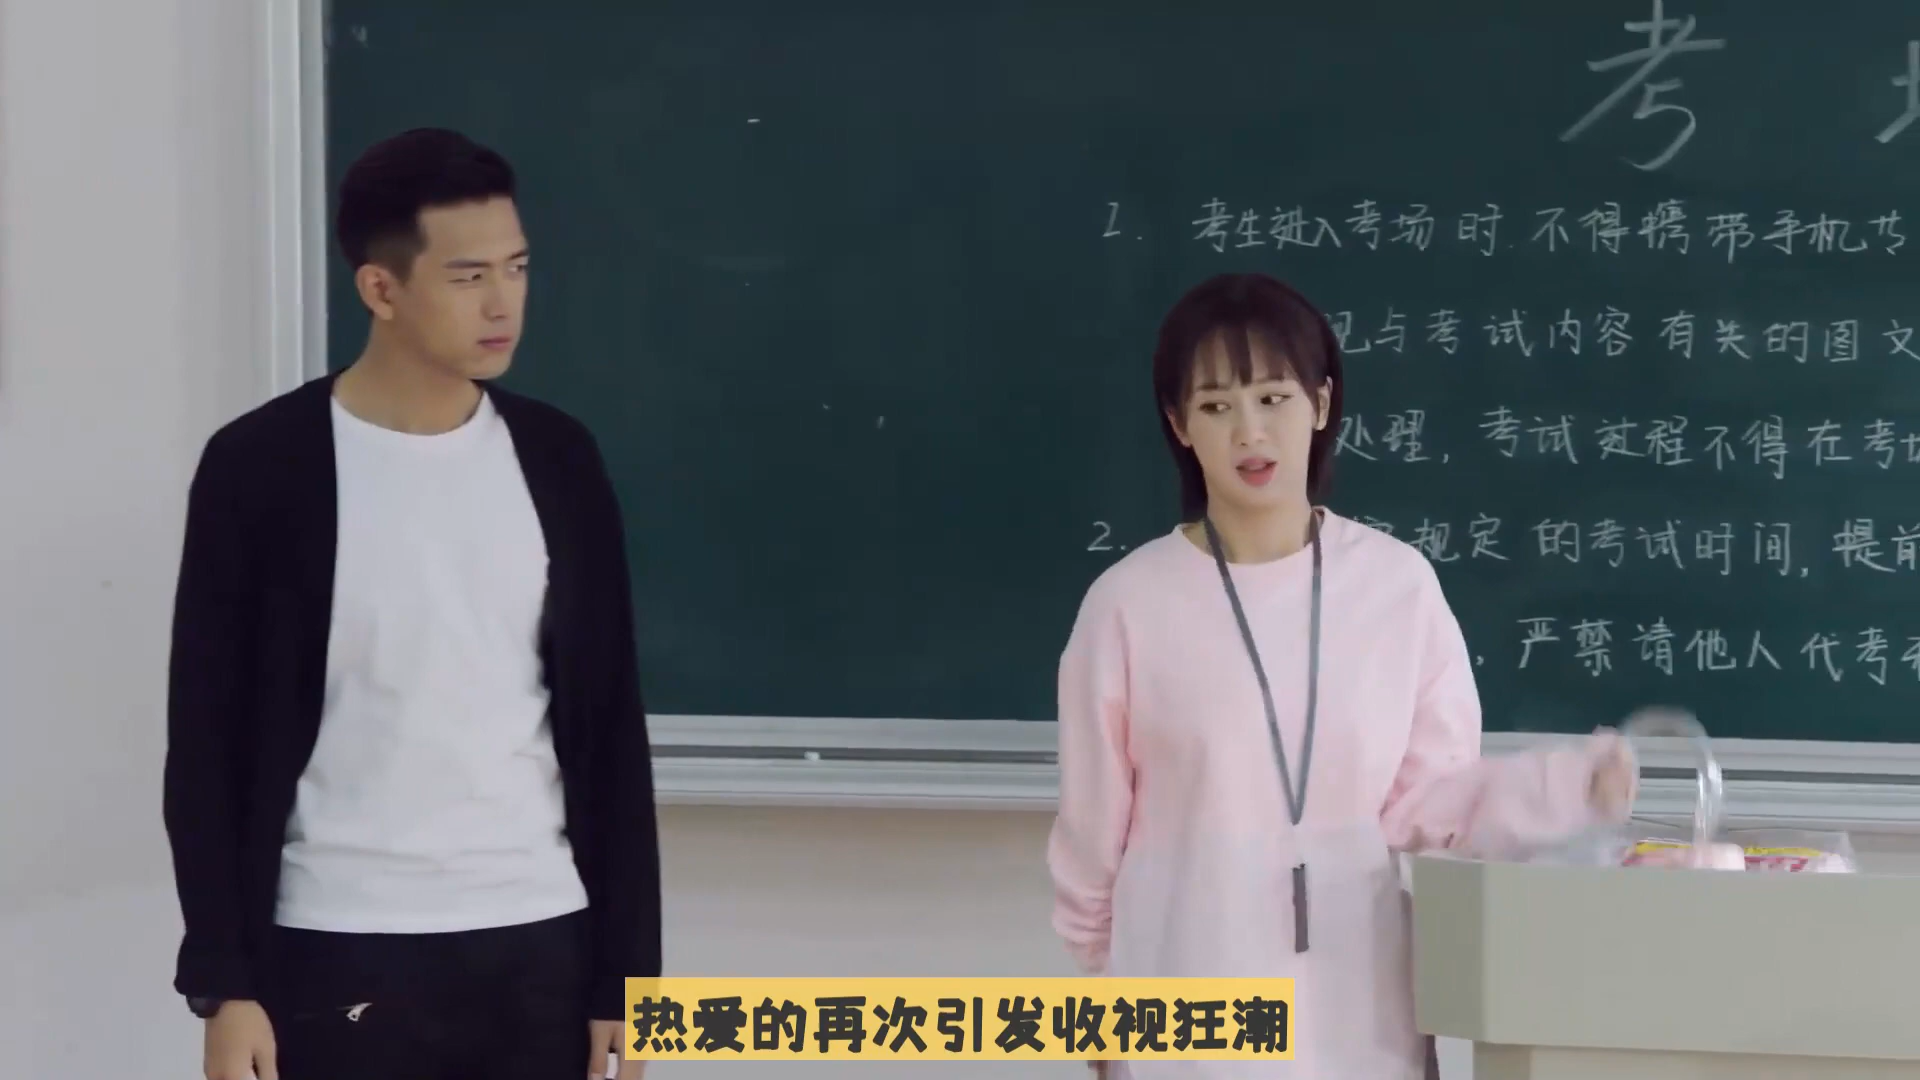 考
1. 考生进入考场时.不得携带手机
与考试内容有关的图文
处理,考试过程不得在考
2. 规定的考试时间,提前
,严禁请他人代考
热爱的再次引发收视狂潮